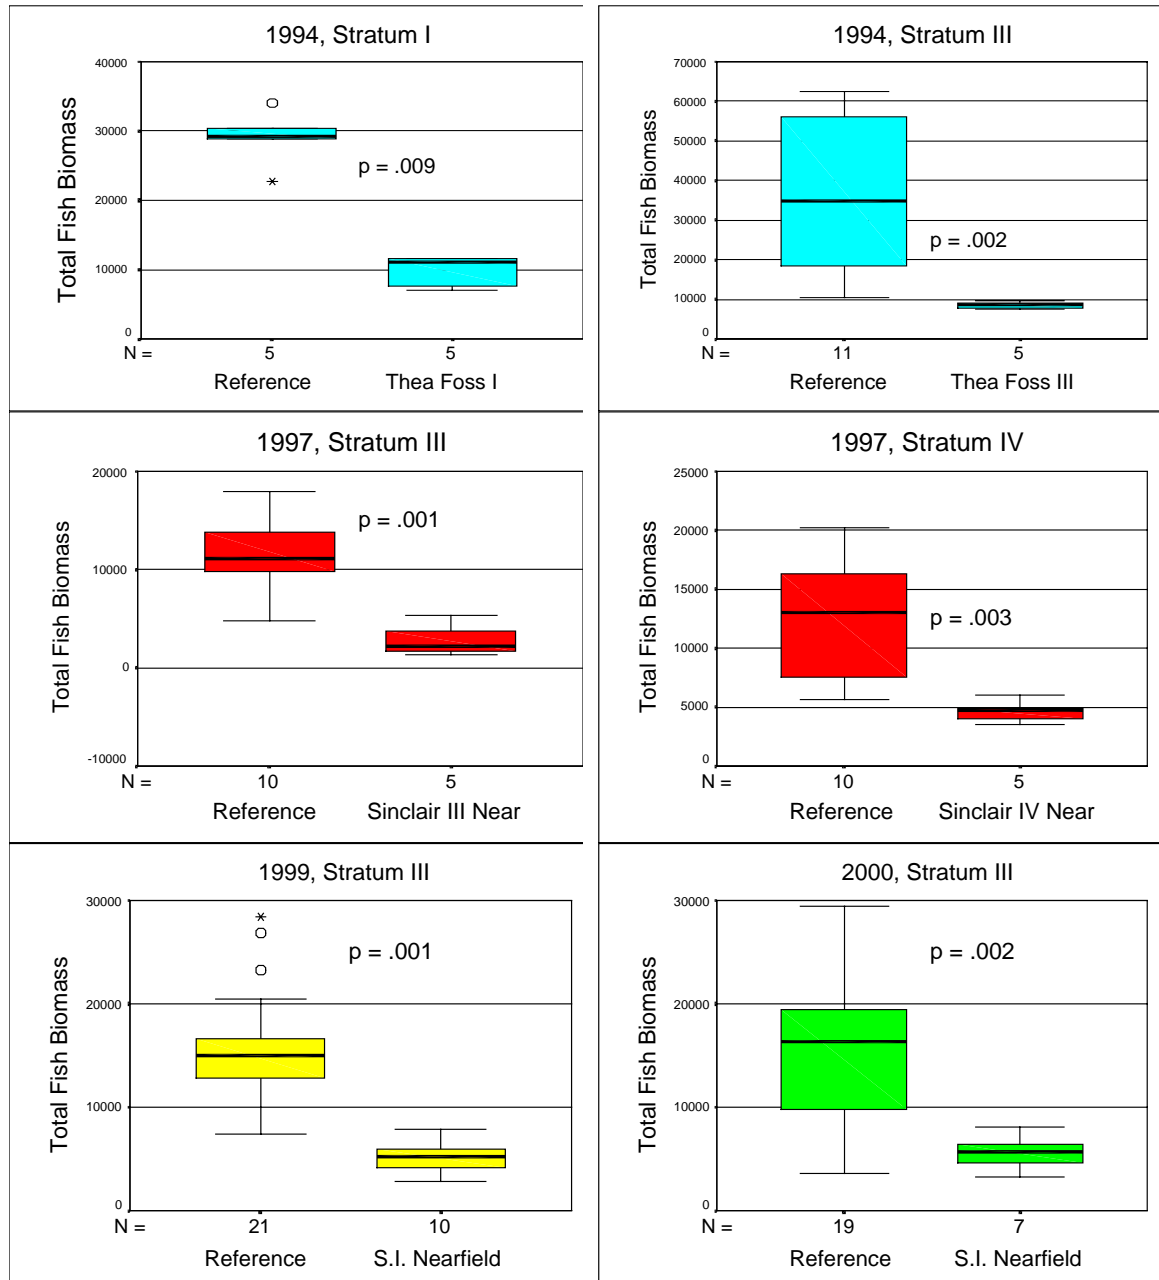 1994, Stratum I
Total Fish Biomass
40000
30000
20000
10000
0
p = .009
N =
5
5
Reference
Thea Foss I
1994, Stratum III
Total Fish Biomass
70000
60000
50000
40000
30000
20000
10000
0
p = .002
N =
11
5
Reference
Thea Foss III
1997, Stratum III
Total Fish Biomass
20000
10000
0
-10000
p = .001
N =
10
5
Reference
Sinclair III Near
1997, Stratum IV
Total Fish Biomass
25000
20000
15000
10000
5000
0
p = .003
N =
10
5
Reference
Sinclair IV Near
1999, Stratum III
Total Fish Biomass
30000
20000
10000
0
p = .001
N =
21
10
Reference
S.I. Nearfield
2000, Stratum III
Total Fish Biomass
30000
20000
10000
0
p = .002
N =
19
7
Reference
S.I. Nearfield